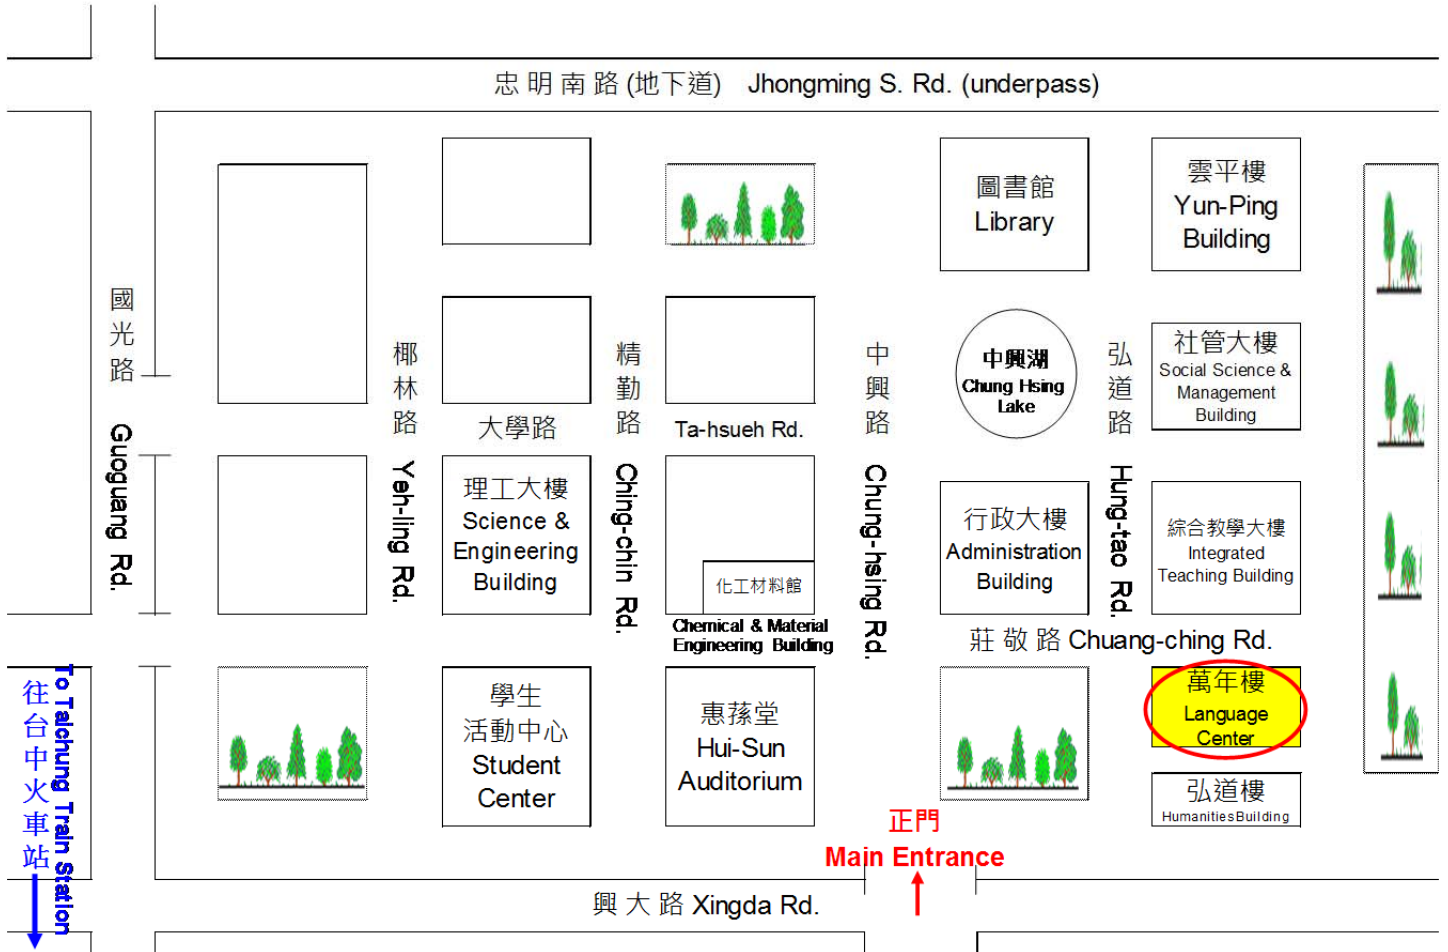 忠 明 南 路 (地下道) Jhongming S. Rd. (underpass)
圖書館
Library
雲平樓
Yun-Ping
Building
國光路
Guoguang Rd.
椰林路
Yeh-ling Rd.
精勤路
Ching-chin Rd.
中興路
Chung-hsing Rd.
中興湖
Chung Hsing
Lake
弘道路
Hung-tao Rd.
社管大樓
Social Science &
Management
Building
大學路
Ta-hsueh Rd.
理工大樓
Science &
Engineering
Building
化工材料館
Chemical & Material
Engineering Building
行政大樓
Administration
Building
綜合教學大樓
Integrated
Teaching Building
莊 敬 路 Chuang-ching Rd.
往台中火車站
To Taichung Train Station
學生
活動中心
Student
Center
惠蓀堂
Hui-Sun
Auditorium
萬年樓
Language
Center
弘道樓
Humanities Building
正門
Main Entrance
興 大 路 Xingda Rd.